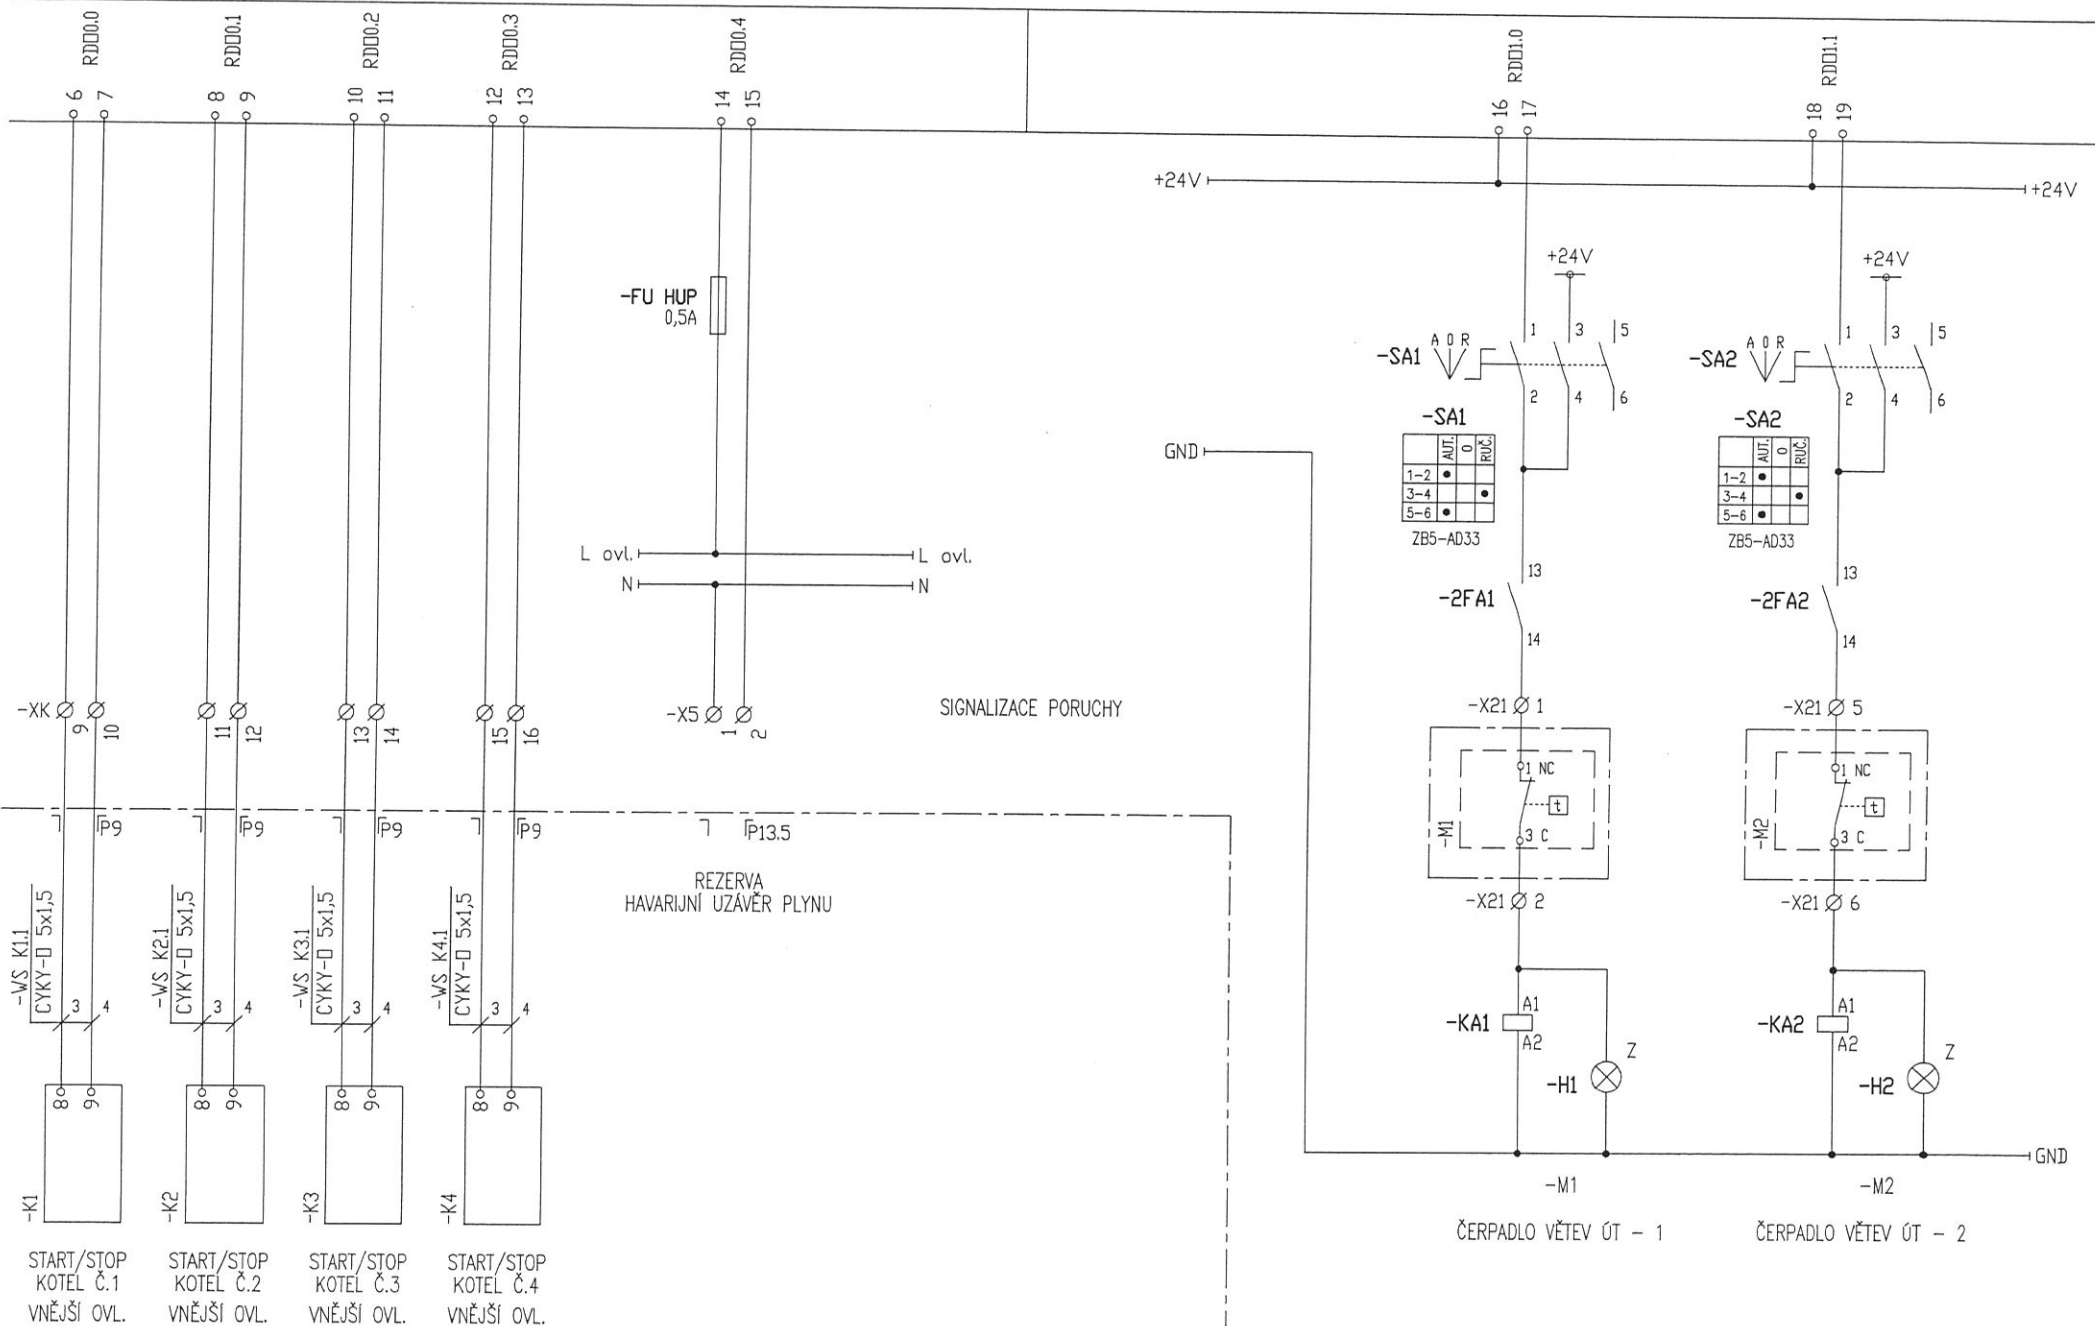 RDO0.0
RDO0.1
RDO0.2
RDO0.3
RDO0.4
RDO1.0
RDO1.1
6 7
8 9
10 11
12 13
14 15
16 17
18 19
+24V
+24V
-FU HUP
0,5A
+24V
-SA1
A 0 R
1 3 5
2 4 6
-SA1
AUT. 0 RUČ.
1-2
3-4
5-6
ZB5-AD33
+24V
-SA2
A 0 R
1 3 5
2 4 6
-SA2
AUT. 0 RUČ.
1-2
3-4
5-6
ZB5-AD33
GND
L ovl.
L ovl.
N
N
13
-2FA1
14
13
-2FA2
14
-XK
9 10
11 12
13 14
15 16
-X5
1 2
SIGNALIZACE PORUCHY
-X21 1
-X21 5
1 NC
t
-M1
3 C
1 NC
t
-M2
3 C
-X21 2
-X21 6
P9
P9
P9
P9
P13.5
REZERVA
HAVARIJNÍ UZÁVĚR PLYNU
-WS K1.1
CYKY-O 5x1,5
3 4
-WS K2.1
CYKY-O 5x1,5
3 4
-WS K3.1
CYKY-O 5x1,5
3 4
-WS K4.1
CYKY-O 5x1,5
3 4
-KA1
A1
A2
Z
-H1
-KA2
A1
A2
Z
-H2
8 9
8 9
8 9
8 9
GND
-K1
-K2
-K3
-K4
-M1
-M2
ČERPADLO VĚTEV ÚT - 1
ČERPADLO VĚTEV ÚT - 2
START/STOP
KOTEL Č.1
VNĚJŠÍ OVL.
START/STOP
KOTEL Č.2
VNĚJŠÍ OVL.
START/STOP
KOTEL Č.3
VNĚJŠÍ OVL.
START/STOP
KOTEL Č.4
VNĚJŠÍ OVL.